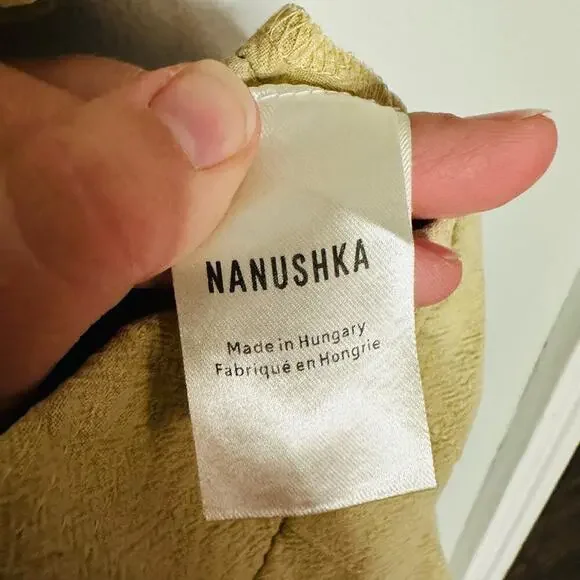 NANUSHKA
Made in Hungary
Fabriqué en Hongrie